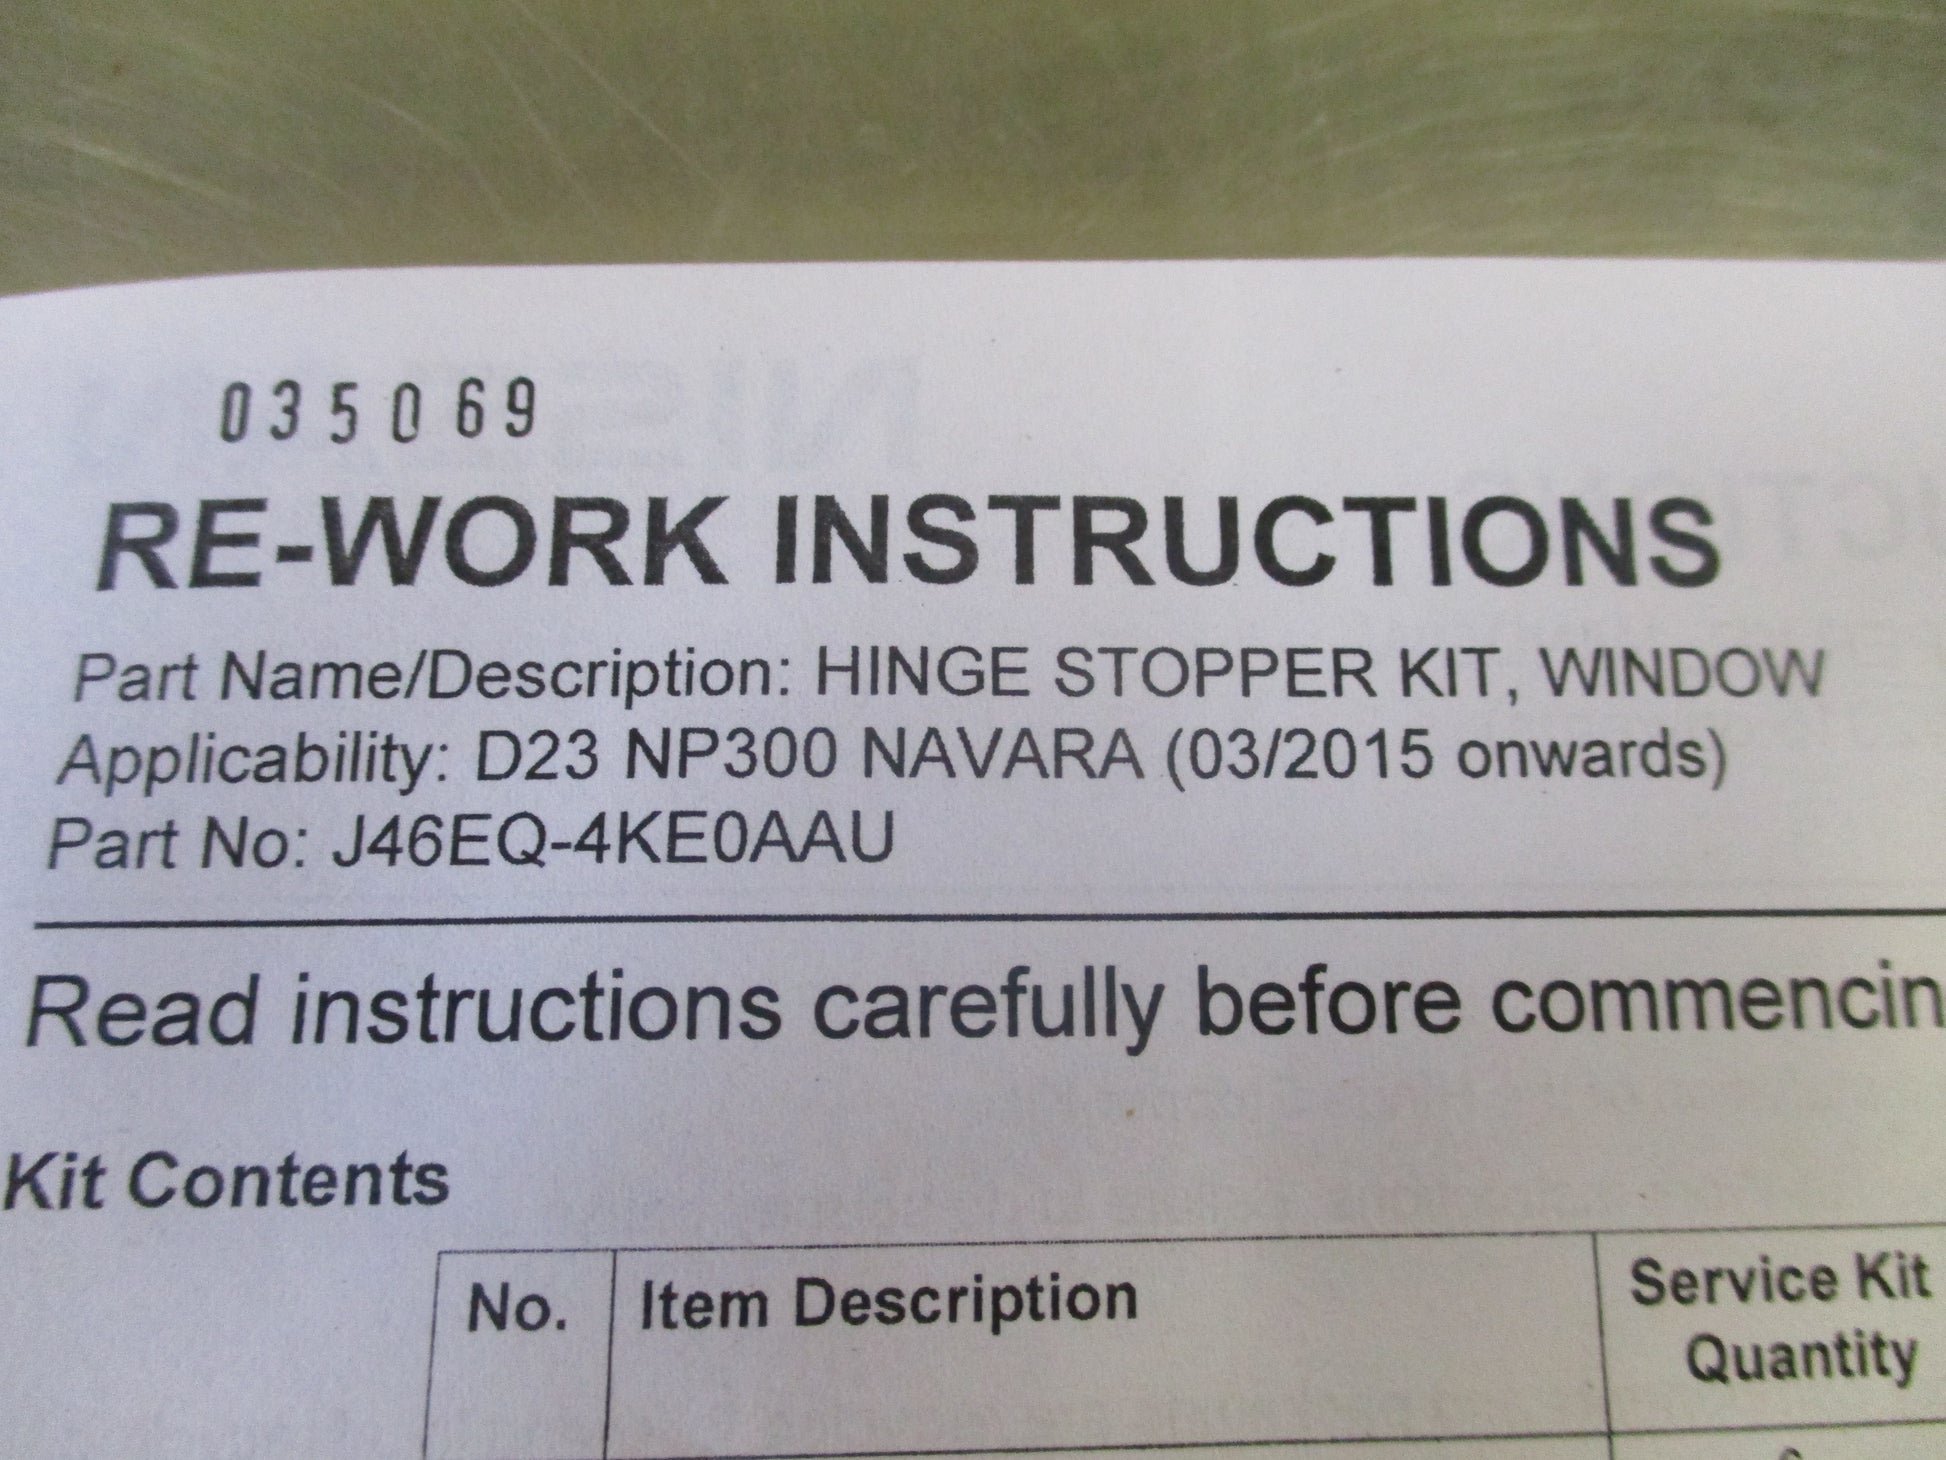 035069
RE-WORK INSTRUCTIONS
Part Name/Description: HINGE STOPPER KIT, WINDOW
Applicability: D23 NP300 NAVARA (03/2015 onwards)
Part No: J46EQ-4KE0AAU
Read instructions carefully before commencin
Kit Contents
No. Item Description Service Kit
Quantity